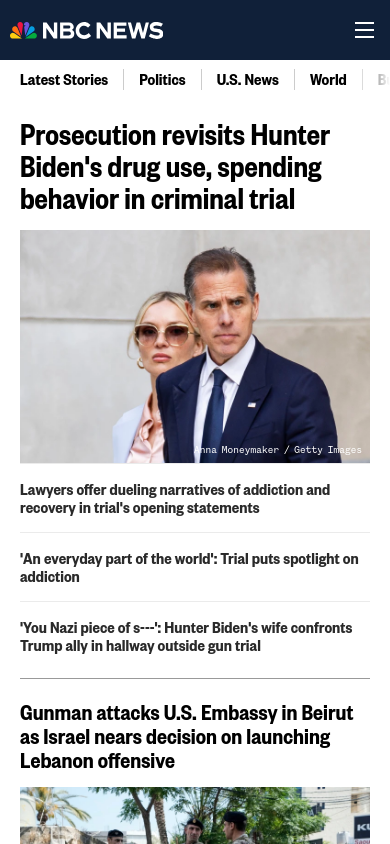 NBC NEWS
Latest Stories
Politics
U.S. News
World
Prosecution revisits Hunter
Biden's drug use, spending
behavior in criminal trial
Anna Moneymaker / Getty Images
Lawyers offer dueling narratives of addiction and
recovery in trial's opening statements
'An everyday part of the world': Trial puts spotlight on
addiction
'You Nazi piece of s---': Hunter Biden's wife confronts
Trump ally in hallway outside gun trial
Gunman attacks U.S. Embassy in Beirut
as Israel nears decision on launching
Lebanon offensive